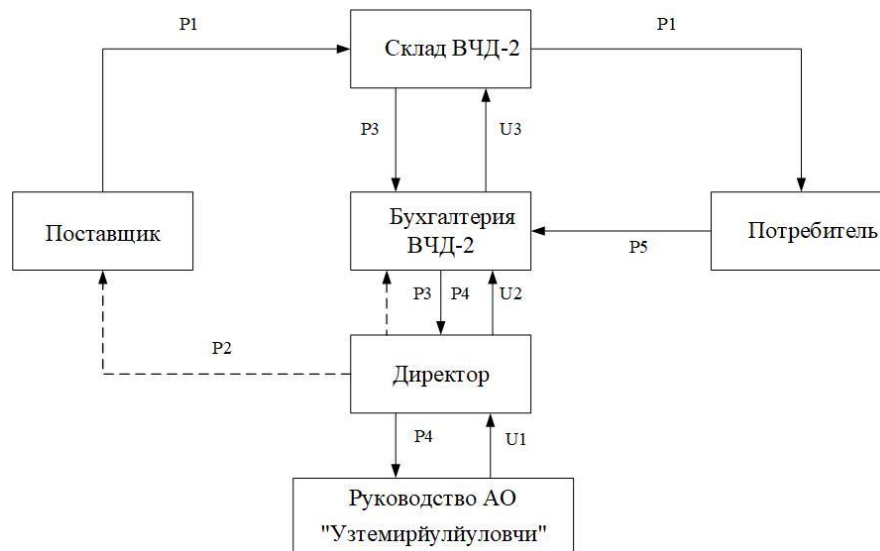 P1
Склад ВЧД-2
P1
P3
U3
Поставщик
Бухгалтерия
ВЧД-2
Потребитель
P5
P3
P4
U2
P2
Директор
P4
U1
Руководство АО
"Узтемирйулйуловчи"